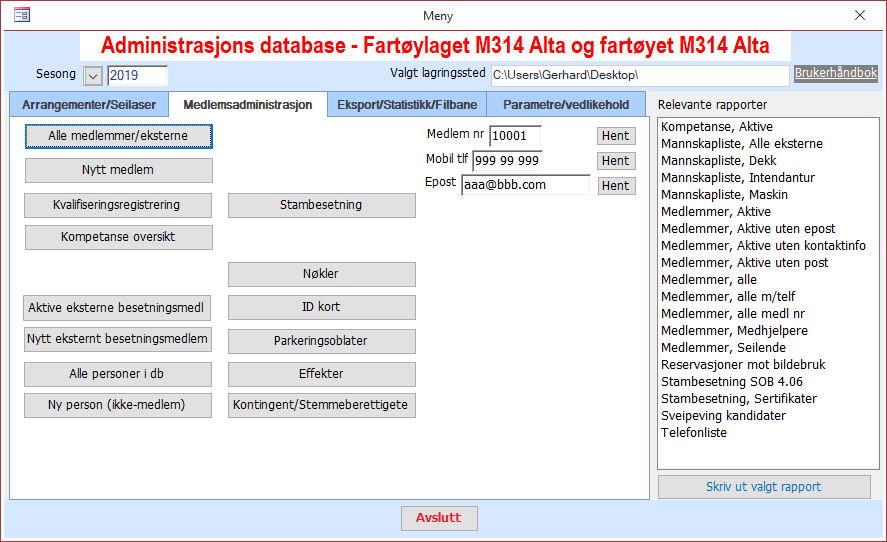 Meny
Administrasjons database - Fartøylaget M314 Alta og fartøyet M314 Alta
Sesong 2019 Valgt lagringssted C:\Users\Gerhard\Desktop\ Brukerhåndbok
Arrangementer/Seilaser Medlemsadministrasjon Eksport/Statistikk/Filbane Parametre/vedlikehold
Alle medlemmer/eksterne
Nytt medlem
Kvalifiseringsregistrering
Kompetanse oversikt
Aktive eksterne besetningsmedl
Nytt eksternt besetningsmedlem
Alle personer i db
Ny person (ikke-medlem)
Stambesetning
Nøkler
ID kort
Parkeringsoblater
Effekter
Kontingent/Stemmeberettigete
Medlem nr 10001 Hent
Mobil tlf 999 99 999 Hent
Epost aaa@bbb.com Hent
Relevante rapporter
Kompetanse, Aktive
Mannskapliste, Alle eksterne
Mannskapliste, Dekk
Mannskapliste, Intendantur
Mannskapliste, Maskin
Medlemmer, Aktive
Medlemmer, Aktive uten epost
Medlemmer, Aktive uten kontaktinfo
Medlemmer, Aktive uten post
Medlemmer, alle
Medlemmer, alle m/telf
Medlemmer, alle medl nr
Medlemmer, Medhjelpere
Medlemmer, Seilende
Reservasjoner mot bildebruk
Stambesetning SOB 4.06
Stambesetning, Sertifikater
Sveipeving kandidater
Telefonliste
Skriv ut valgt rapport
Avslutt